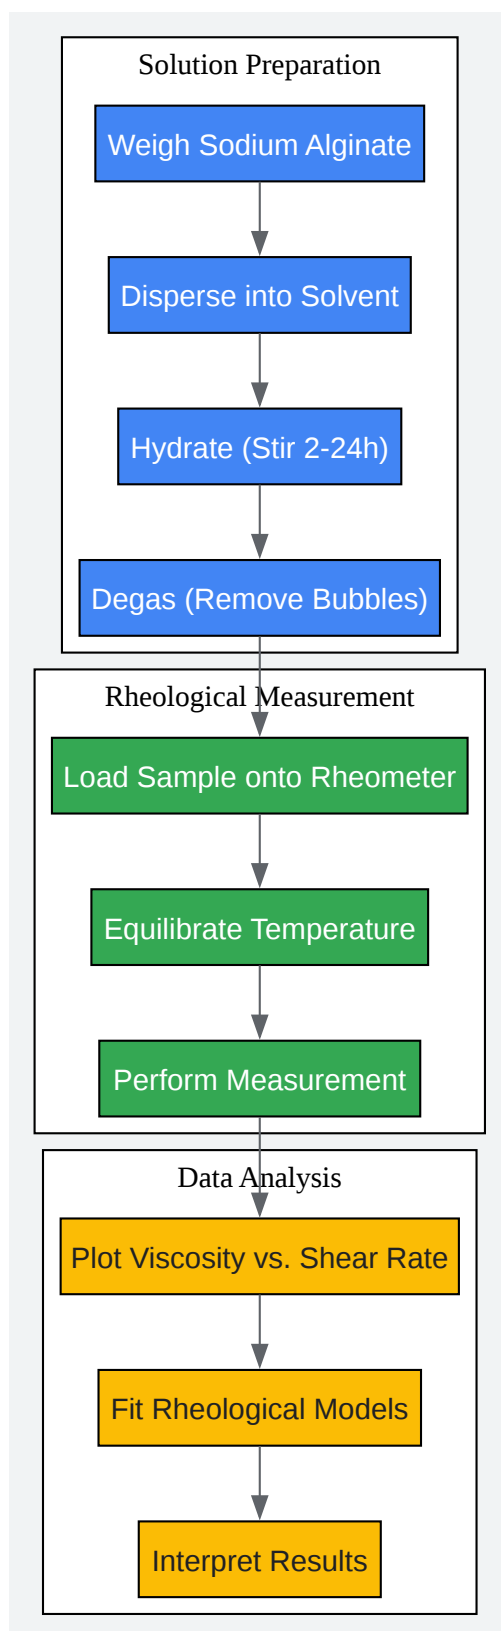 Solution Preparation
Weigh Sodium Alginate
Disperse into Solvent
Hydrate (Stir 2-24h)
Degas (Remove Bubbles)
Rheological Measurement
Load Sample onto Rheometer
Equilibrate Temperature
Perform Measurement
Data Analysis
Plot Viscosity vs. Shear Rate
Fit Rheological Models
Interpret Results